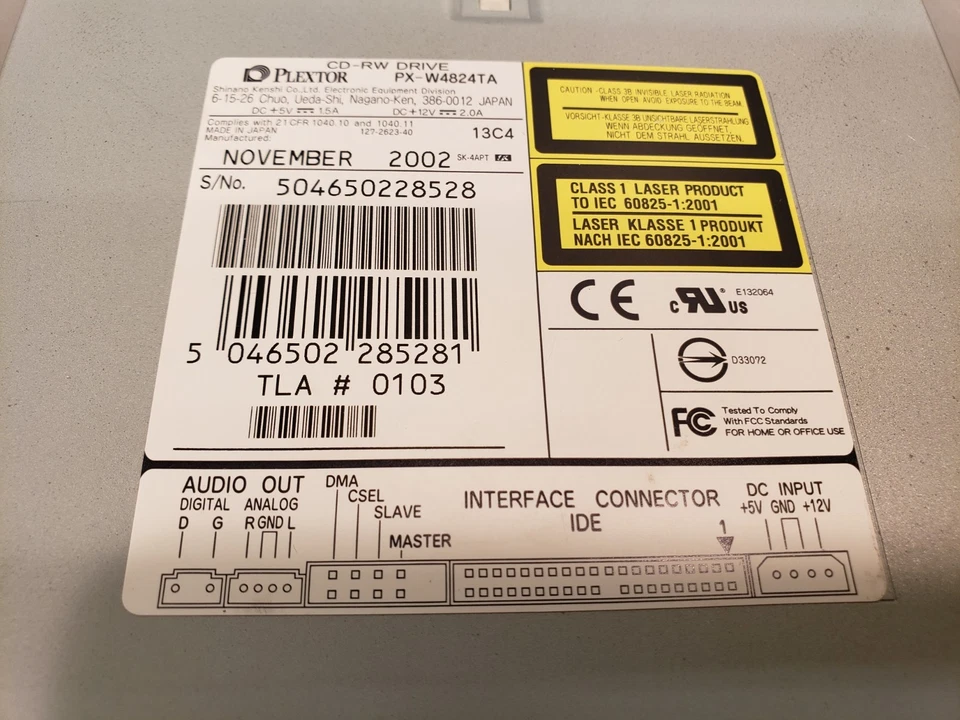 CD-RW DRIVE
PLEXTOR PX-W4824TA
Shinano Kenshi Co.,Ltd. Electronic Equipment Division
6-15-26 Chuo, Ueda-Shi, Nagano-Ken, 386-0012 JAPAN
DC+5V 1.5A DC+12V 2.0A
Complies with 21 CFR 1040.10 and 1040.11
MADE IN JAPAN 127-2623-40 13C4
Manufactured:
NOVEMBER 2002 SK-4APT
S/No. 504650228528
5 046502 285281
TLA # 0103
CAUTION -CLASS 3B INVISIBLE LASER RADIATION
WHEN OPEN AVOID EXPOSURE TO THE BEAM.
VORSICHT-KLASSE 3B UNSICHTBARE LASERSTRAHLUNG
WENN ABDECKUNG GEÖFFNET
NICHT DEM STRAHL AUSSETZEN.
CLASS 1 LASER PRODUCT
TO IEC 60825-1:2001
LASER KLASSE 1 PRODUKT
NACH IEC 60825-1:2001
CE c RU ® US E132064
D33072
FC Tested To Comply
With FCC Standards
FOR HOME OR OFFICE USE
AUDIO OUT
DIGITAL ANALOG
D G R GND L
DMA
CSEL
SLAVE
MASTER
INTERFACE CONNECTOR
IDE
1
DC INPUT
+5V GND +12V